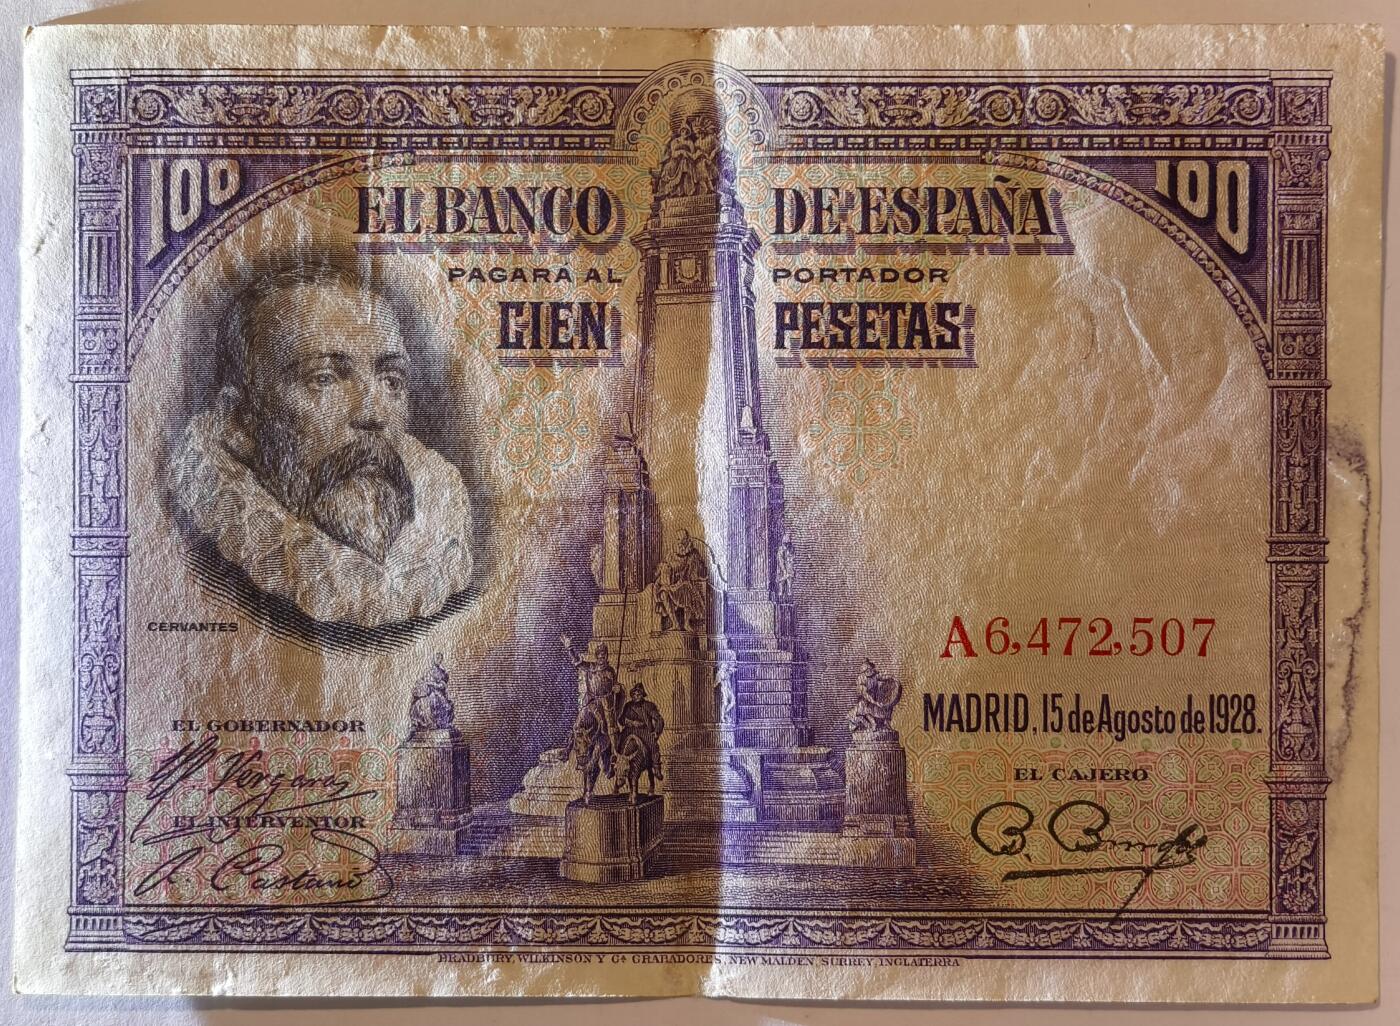 100 100
EL BANCO DE ESPAÑA
PAGARA AL PORTADOR
CIEN PESETAS
CERVANTES
A6,472,507
MADRID, 15 de Agosto de 1928.
EL GOBERNADOR
EL INTERVENTOR
A. Castaño
EL CAJERO
BRADBURY, WILKINSON Y Cª GRABADORES, NEW MALDEN, SURREY, INGLATERRA